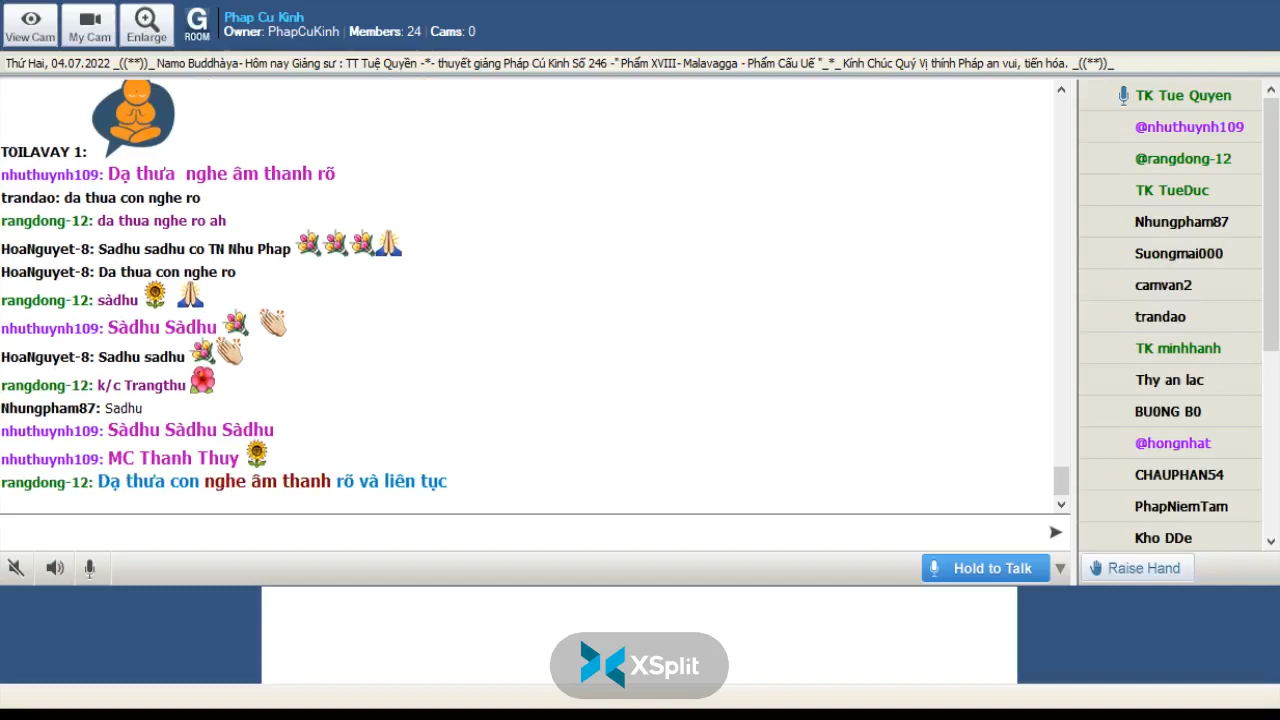 View Cam
My Cam
Enlarge
G
ROOM
Phap Cu Kinh
Owner: PhapCuKinh | Members: 24 | Cams: 0
Thứ Hai, 04.07.2022 _((**))_ Namo Buddhàya- Hôm nay Giảng sư : TT Tuệ Quyền -*- thuyết giảng Pháp Cú Kinh Số 246 -" Phẩm XVIII- Malavagga - Phẩm Cấu Uế "_*_ Kính Chúc Quý Vị thính Pháp an vui, tiến hóa. _((**))_
TOILAVAY 1:
nhuthuynh109: Dạ thưa nghe âm thanh rõ
trandao: da thua con nghe ro
rangdong-12: da thua nghe ro ah
HoaNguyet-8: Sadhu sadhu co TN Nhu Phap
HoaNguyet-8: Da thua con nghe ro
rangdong-12: sàdhu
nhuthuynh109: Sàdhu Sàdhu
HoaNguyet-8: Sadhu sadhu
rangdong-12: k/c Trangthu
Nhungpham87: Sadhu
nhuthuynh109: Sàdhu Sàdhu Sàdhu
nhuthuynh109: MC Thanh Thuy
rangdong-12: Dạ thưa con nghe âm thanh rõ và liên tục
Hold to Talk
TK Tue Quyen
@nhuthuynh109
@rangdong-12
TK TueDuc
Nhungpham87
Suongmai000
camvan2
trandao
TK minhhanh
Thy an lac
BU0NG B0
@hongnhat
CHAUPHAN54
PhapNiemTam
Kho DDe
Raise Hand
XSplit